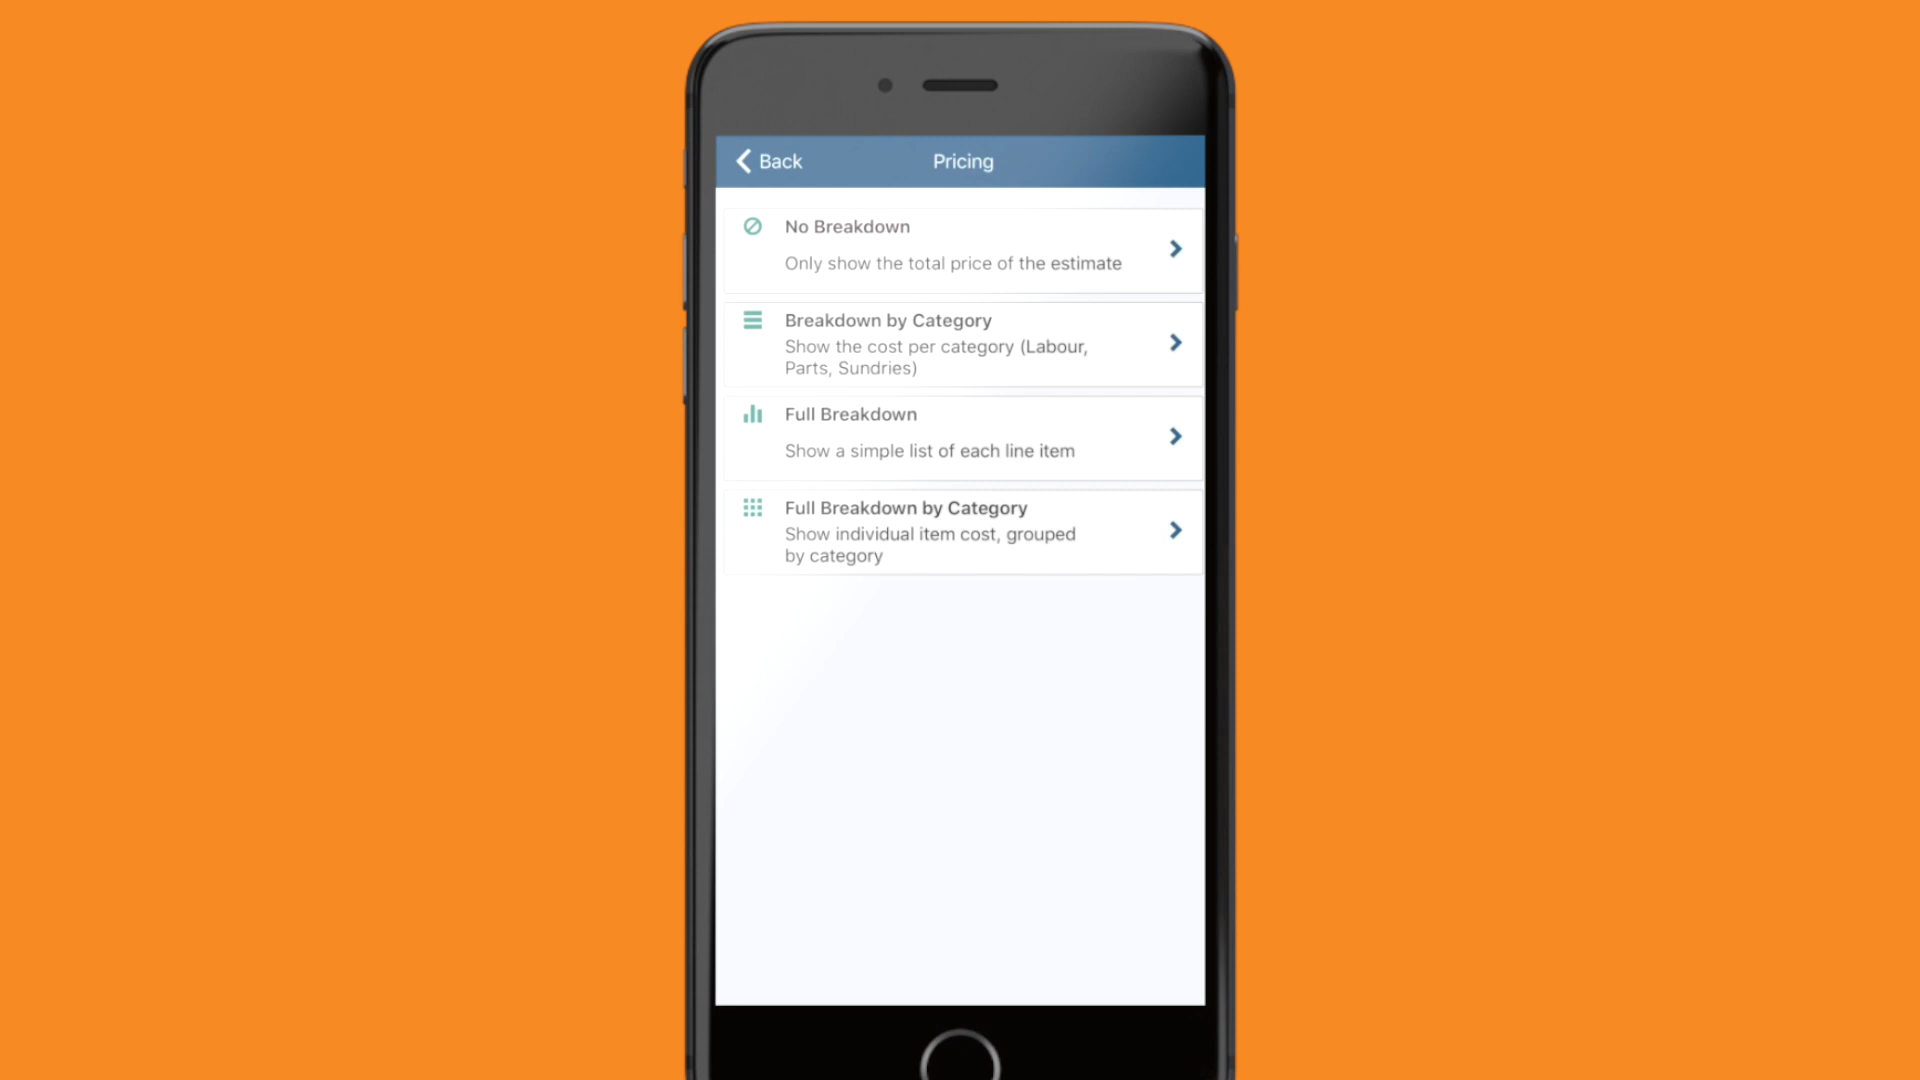 Back
Pricing
No Breakdown
Only show the total price of the estimate
Breakdown by Category
Show the cost per category (Labour,
Parts, Sundries)
Full Breakdown
Show a simple list of each line item
Full Breakdown by Category
Show individual item cost, grouped
by category